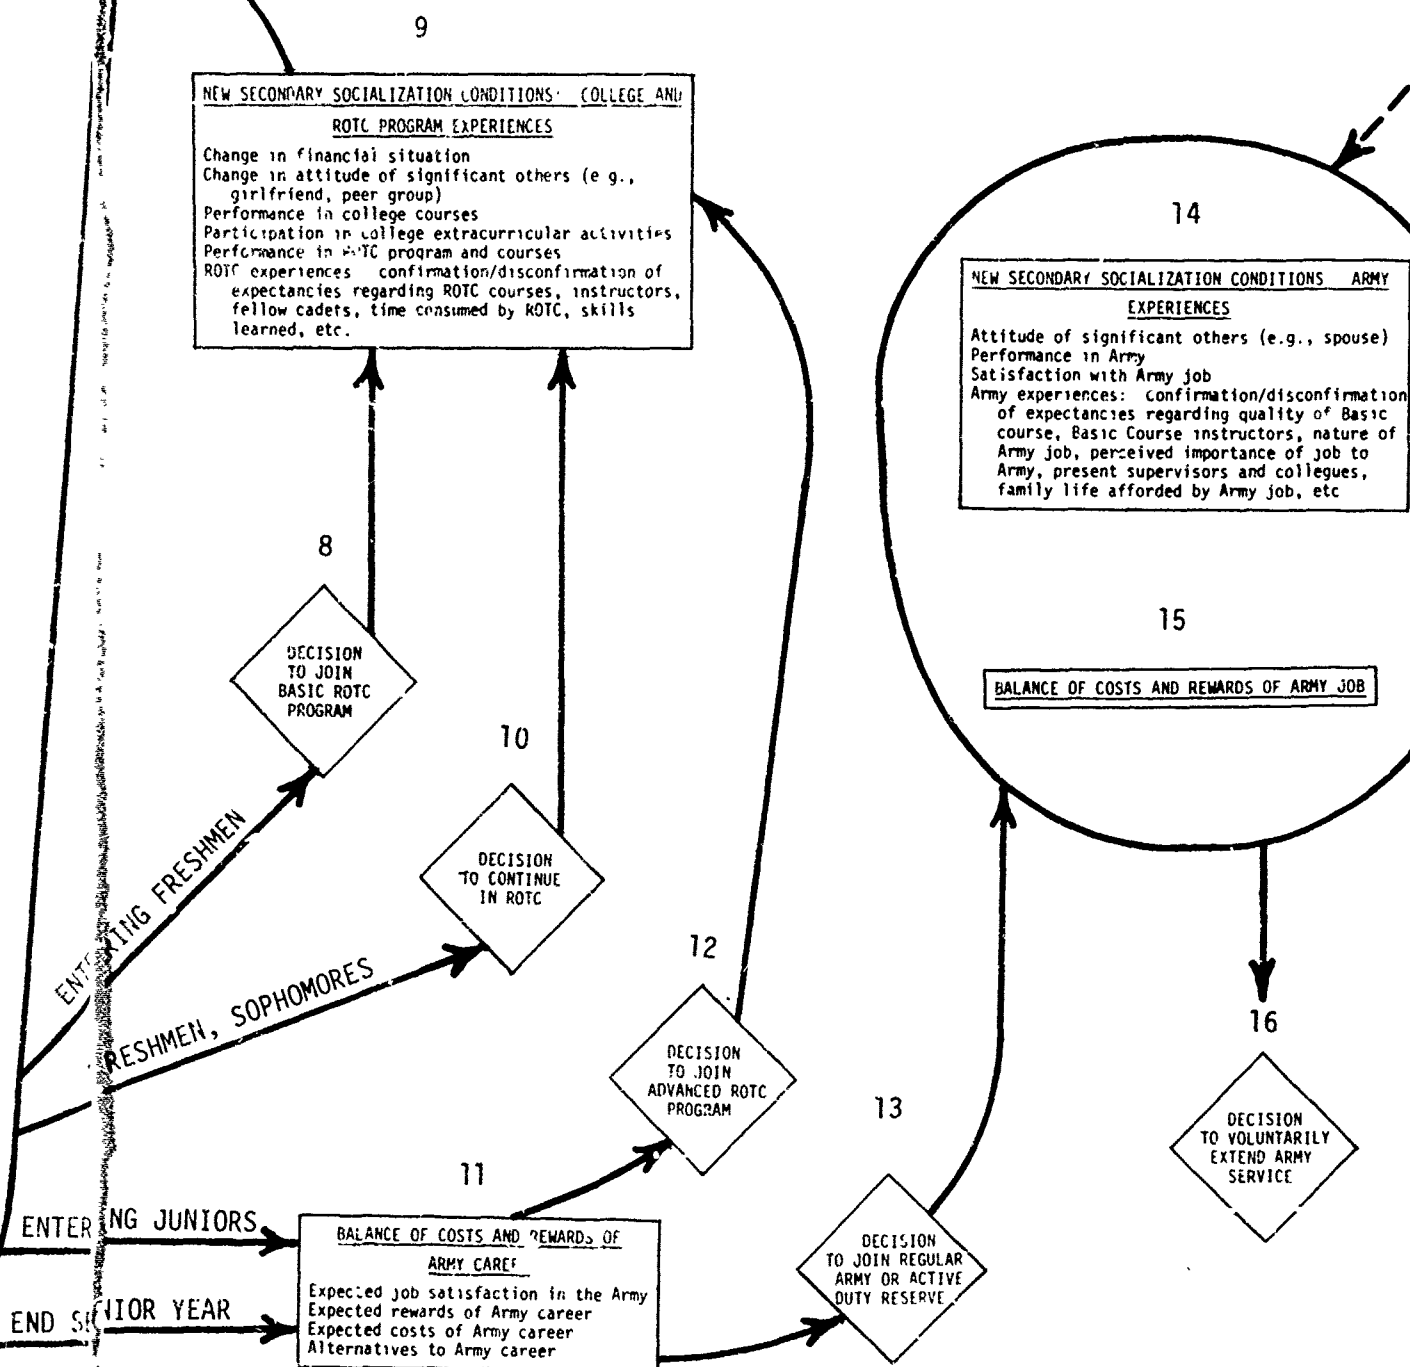 9
NEW SECONDARY SOCIALIZATION CONDITIONS: COLLEGE AND
ROTC PROGRAM EXPERIENCES
Change in financial situation
Change in attitude of significant others (e g.,
girlfriend, peer group)
Performance in college courses
Participation in college extracurricular activities
Performance in ROTC program and courses
ROTC experiences confirmation/disconfirmation of
expectancies regarding ROTC courses, instructors,
fellow cadets, time consumed by ROTC, skills
learned, etc.
14
NEW SECONDARY SOCIALIZATION CONDITIONS ARMY
EXPERIENCES
Attitude of significant others (e.g., spouse)
Performance in Army
Satisfaction with Army job
Army experiences: confirmation/disconfirmation
of expectancies regarding quality of Basic
course, Basic Course instructors, nature of
Army job, perceived importance of job to
Army, present supervisors and collegues,
family life afforded by Army job, etc
8
DECISION
TO JOIN
BASIC ROTC
PROGRAM
15
BALANCE OF COSTS AND REWARDS OF ARMY JOB
10
DECISION
TO CONTINUE
IN ROTC
ENTERING FRESHMEN
RESHMEN, SOPHOMORES
12
DECISION
TO JOIN
ADVANCED ROTC
PROGRAM
16
DECISION
TO VOLUNTARILY
EXTEND ARMY
SERVICE
13
DECISION
TO JOIN REGULAR
ARMY OR ACTIVE
DUTY RESERVE
11
ENTERING JUNIORS
BALANCE OF COSTS AND REWARDS OF
ARMY CAREE
Expected job satisfaction in the Army
Expected rewards of Army career
Expected costs of Army career
Alternatives to Army career
END SENIOR YEAR